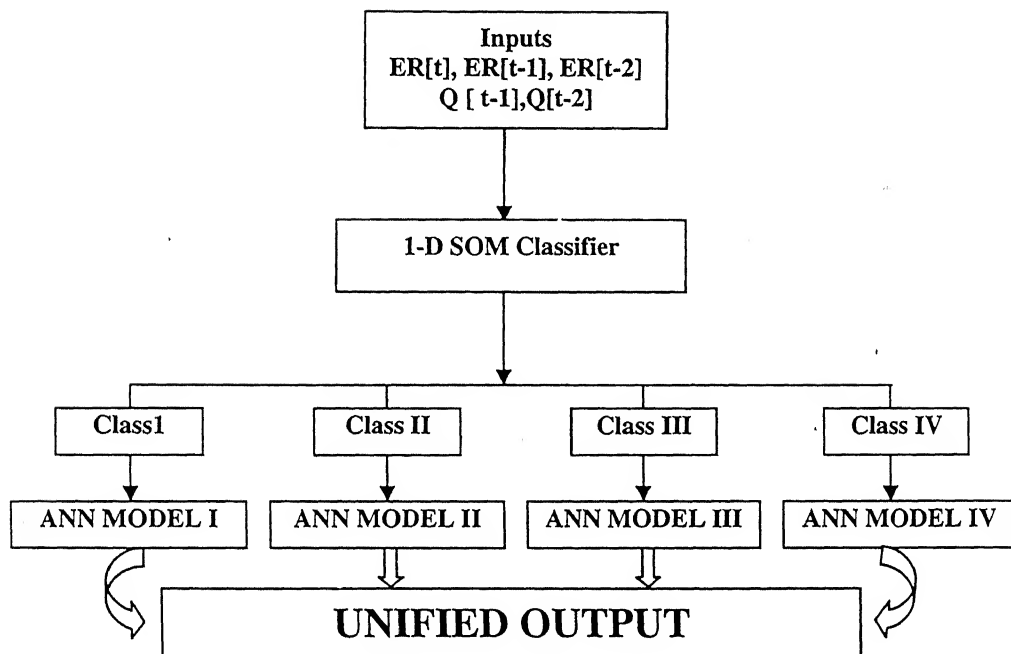 Inputs
ER[t], ER[t-1], ER[t-2]
Q [ t-1],Q[t-2]
1-D SOM Classifier
Class1
Class II
Class III
Class IV
ANN MODEL I
ANN MODEL II
ANN MODEL III
ANN MODEL IV
UNIFIED OUTPUT